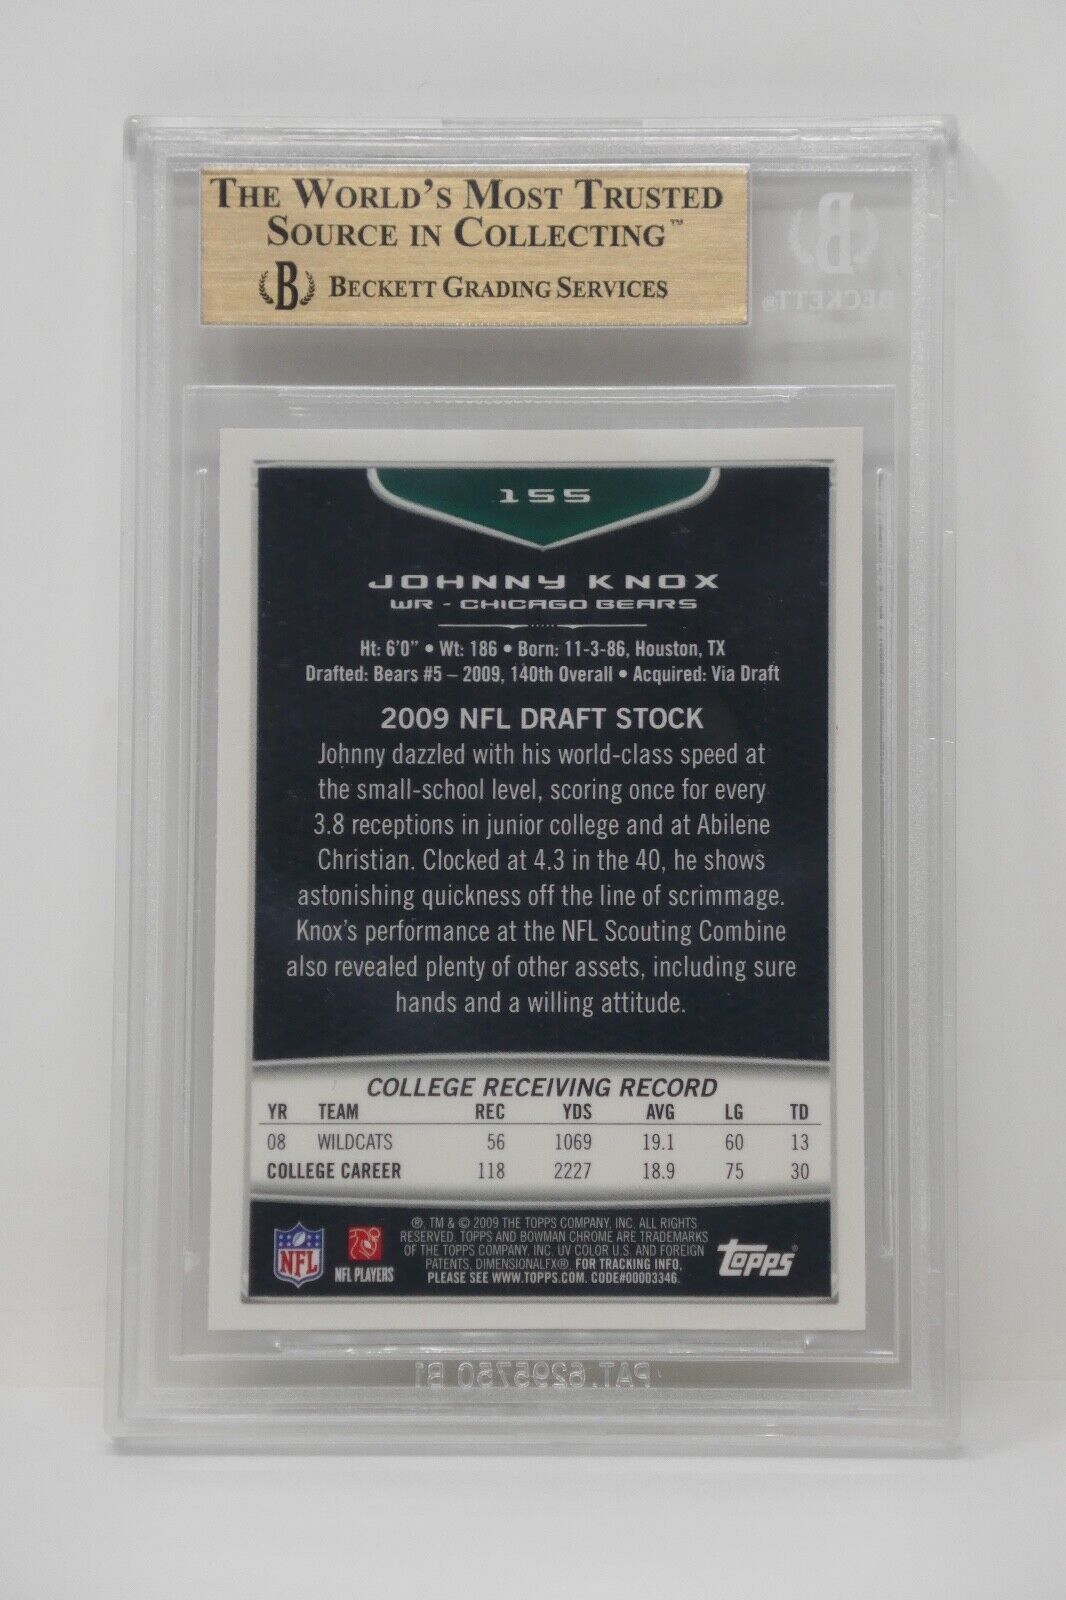 THE WORLD'S MOST TRUSTED
SOURCE IN COLLECTING™
B BECKETT GRADING SERVICES
B
BECKETT®
155
JOHNNY KNOX
WR - CHICAGO BEARS
Ht: 6'0" • Wt: 186 • Born: 11-3-86, Houston, TX
Drafted: Bears #5 – 2009, 140th Overall • Acquired: Via Draft
2009 NFL DRAFT STOCK
Johnny dazzled with his world-class speed at
the small-school level, scoring once for every
3.8 receptions in junior college and at Abilene
Christian. Clocked at 4.3 in the 40, he shows
astonishing quickness off the line of scrimmage.
Knox's performance at the NFL Scouting Combine
also revealed plenty of other assets, including sure
hands and a willing attitude.
COLLEGE RECEIVING RECORD
YR TEAM REC YDS AVG LG TD
08 WILDCATS 56 1069 19.1 60 13
COLLEGE CAREER 118 2227 18.9 75 30
®, TM & © 2009 THE TOPPS COMPANY, INC. ALL RIGHTS
RESERVED. TOPPS AND BOWMAN CHROME ARE TRADEMARKS
OF THE TOPPS COMPANY, INC. UV COLOR U.S. AND FOREIGN
PATENTS, DIMENSIONALFX®. FOR TRACKING INFO,
PLEASE SEE WWW.TOPPS.COM. CODE#00003346.
NFL
NFL PLAYERS
Topps®
PAT. 6295750 B1